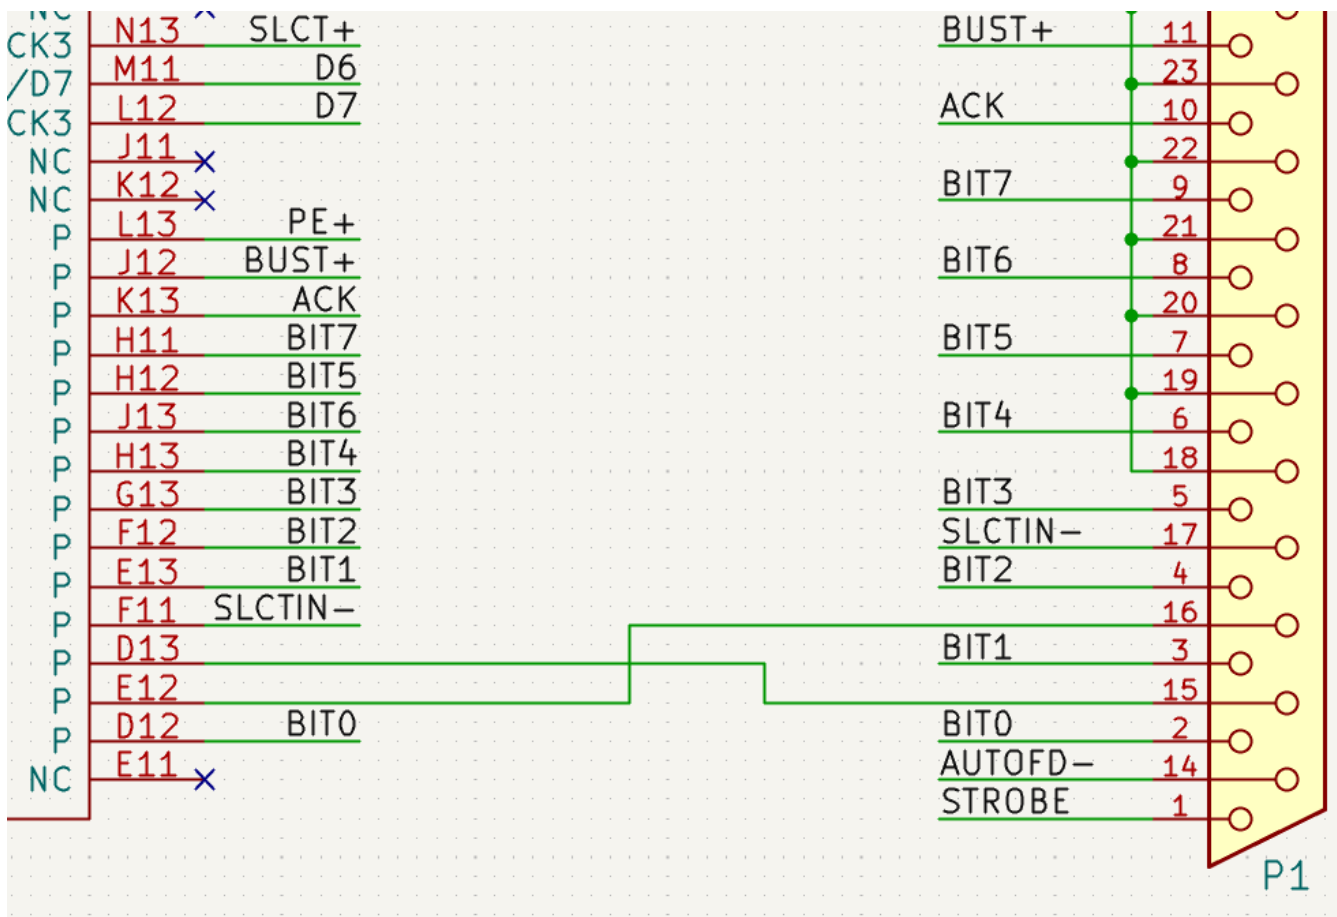 NC
CK3 N13 SLCT+ BUST+ 11
/D7 M11 D6 23
CK3 L12 D7 ACK 10
NC J11 22
NC K12 BIT7 9
P L13 PE+ 21
P J12 BUST+ BIT6 8
P K13 ACK 20
P H11 BIT7 BIT5 7
P H12 BIT5 19
P J13 BIT6 BIT4 6
P H13 BIT4 18
P G13 BIT3 BIT3 5
P F12 BIT2 SLCTIN- 17
P E13 BIT1 BIT2 4
P F11 SLCTIN- 16
P D13 BIT1 3
P E12 15
P D12 BIT0 BIT0 2
NC E11 AUTOFD- 14
STROBE 1
P1